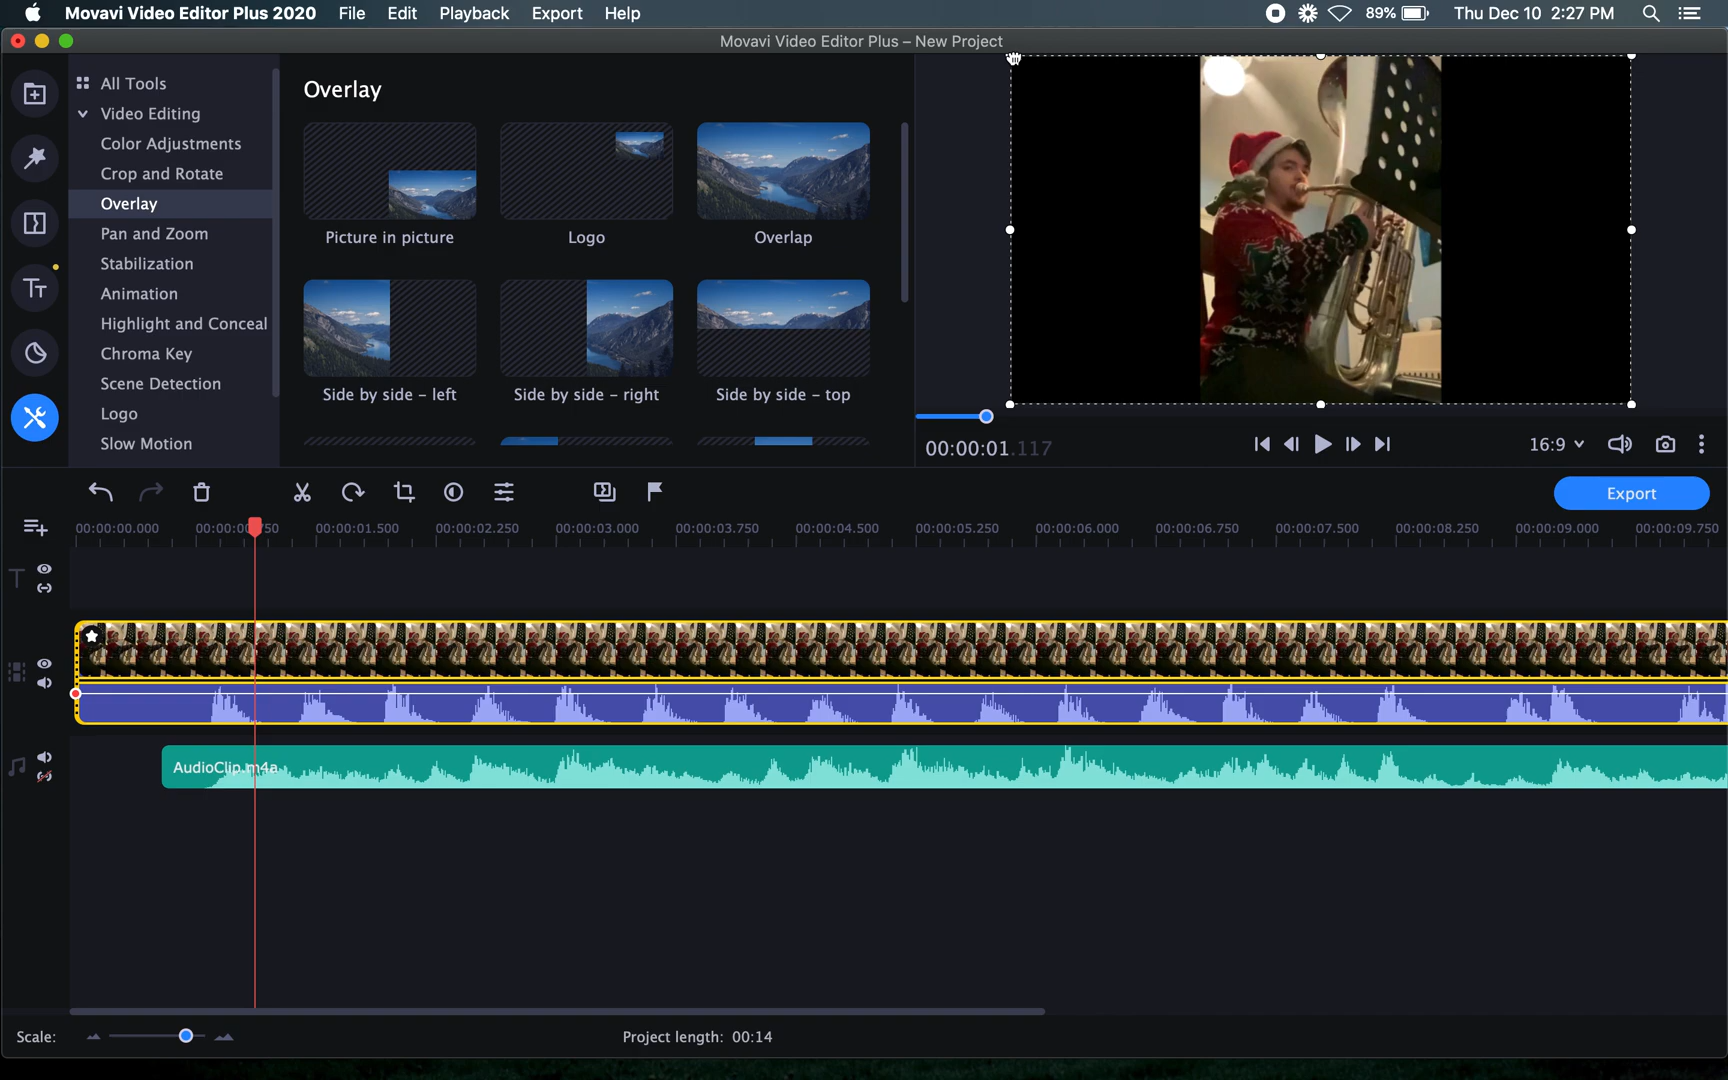 Movavi Video Editor Plus 2020 File Edit Playback Export Help 89% Thu Dec 10 2:27 PM
Movavi Video Editor Plus – New Project
All Tools
Video Editing
Color Adjustments
Crop and Rotate
Overlay
Pan and Zoom
Stabilization
Animation
Highlight and Conceal
Chroma Key
Scene Detection
Logo
Slow Motion
Overlay
Picture in picture
Logo
Overlap
Side by side – left
Side by side – right
Side by side – top
00:00:01.117
16:9
Export
00:00:00.000 00:00:0 50 00:00:01.500 00:00:02.250 00:00:03.000 00:00:03.750 00:00:04.500 00:00:05.250 00:00:06.000 00:00:06.750 00:00:07.500 00:00:08.250 00:00:09.000 00:00:09.750
AudioClip.m4a
Scale:
Project length: 00:14